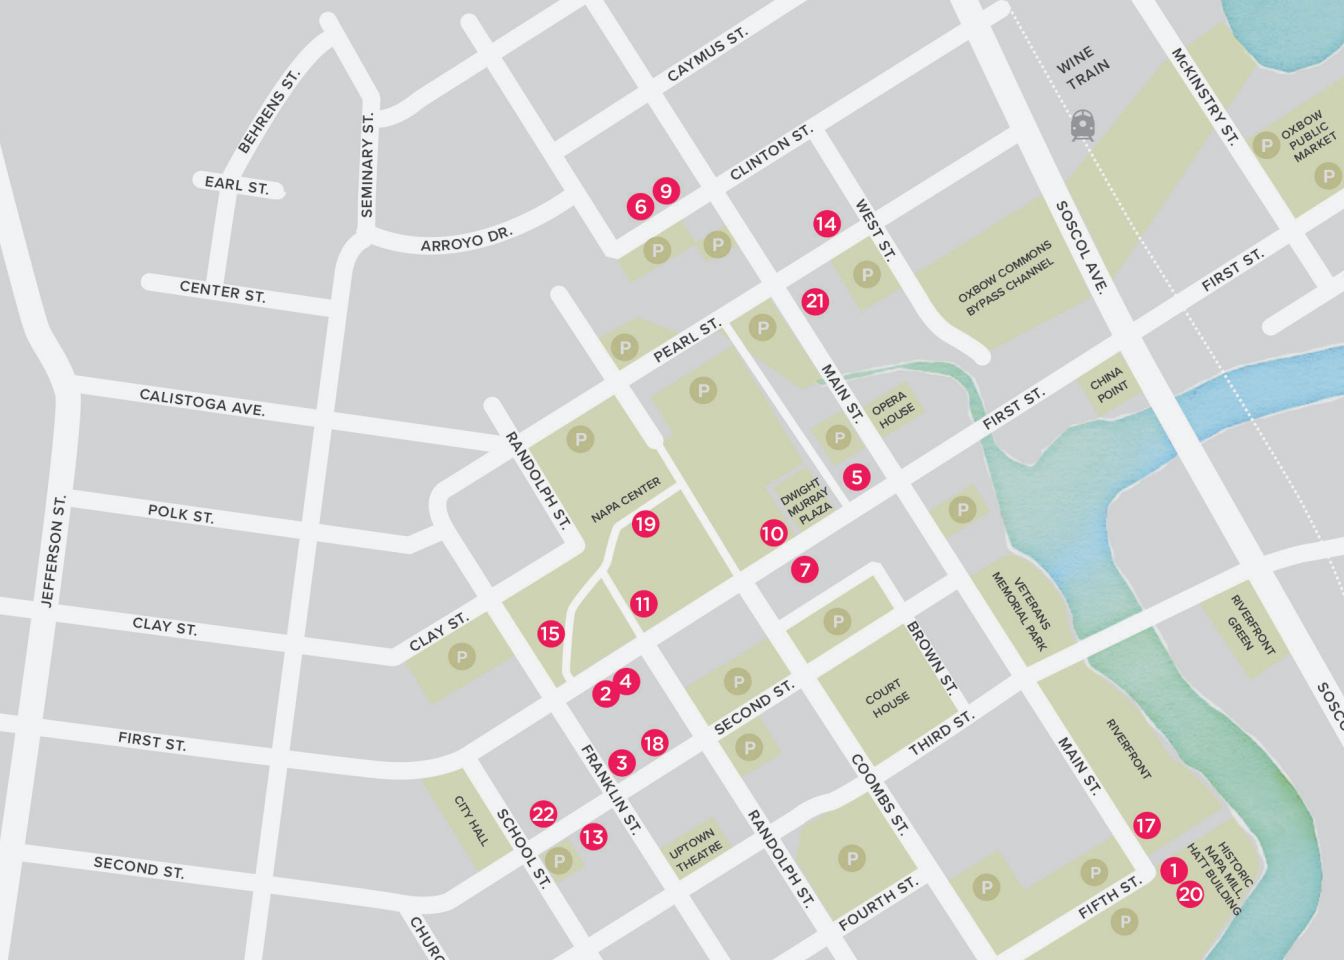 CAYMUS ST.
WINE
TRAIN
McKINSTRY ST.
BEHRENS ST.
OXBOW
PUBLIC
MARKET
P
P
CLINTON ST.
SEMINARY ST.
EARL ST.
6
9
14
WEST ST.
SOSCOL AVE.
ARROYO DR.
P
P
P
OXBOW COMMONS
BYPASS CHANNEL
FIRST ST.
CENTER ST.
21
PEARL ST.
P
P
MAIN ST.
CALISTOGA AVE.
P
CHINA
POINT
OPERA
HOUSE
FIRST ST.
P
P
RANDOLPH ST.
NAPA CENTER
5
DWIGHT
MURRAY
PLAZA
POLK ST.
19
10
P
JEFFERSON ST.
7
VETERANS
MEMORIAL PARK
RIVERFRONT
GREEN
11
CLAY ST.
CLAY ST.
15
P
P
BROWN ST.
2
4
P
SECOND ST.
COURT
HOUSE
THIRD ST.
SOSCO
FIRST ST.
3
18
P
FRANKLIN ST.
COOMBS ST.
MAIN ST.
RIVERFRONT
CITY HALL
SCHOOL ST.
22
13
P
UPTOWN
THEATRE
RANDOLPH ST.
P
17
SECOND ST.
FOURTH ST.
P
P
FIFTH ST.
1
20
HISTORIC
NAPA MILL,
HATT BUILDING
P
CHURC